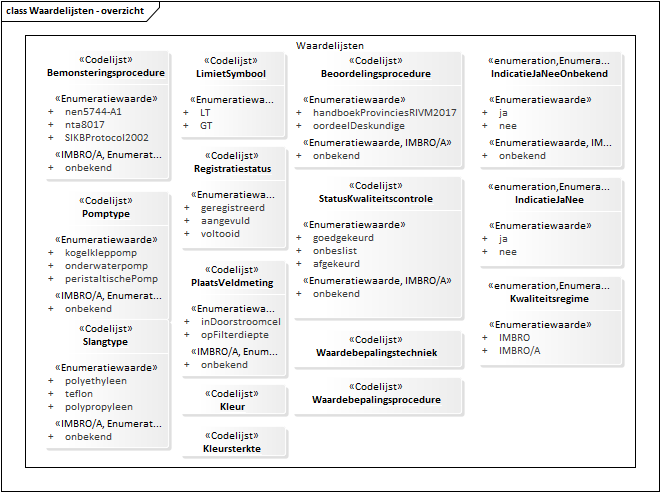 class Waardelijsten - overzicht
Waardelijsten
«Codelijst»
Bemonsteringsprocedure
«Enumeratiewaarde»
+ nen5744-A1
+ nta8017
+ SIKBProtocol2002
«IMBRO/A, Enumerat...
+ onbekend
«Codelijst»
Pomptype
«Enumeratiewaarde»
+ kogelkleppomp
+ onderwaterpomp
+ peristaltischePomp
«IMBRO/A, Enumerat...
+ onbekend
«Codelijst»
Slangtype
«Enumeratiewaarde»
+ polyethyleen
+ teflon
+ polypropyleen
«IMBRO/A, Enumerat...
+ onbekend
«Codelijst»
LimietSymbool
«Enumeratiewa...
+ LT
+ GT
«Codelijst»
Registratiestatus
«Enumeratiewa...
+ geregistreerd
+ aangevuld
+ voltooid
«Codelijst»
PlaatsVeldmeting
«Enumeratiewaarde»
+ inDoorstroomcel
+ opFilterdiepte
«IMBRO/A, Enum...
+ onbekend
«Codelijst»
Kleur
«Codelijst»
Kleursterkte
«Codelijst»
Beoordelingsprocedure
«Enumeratiewaarde»
+ handboekProvinciesRIVM2017
+ oordeelDeskundige
«Enumeratiewaarde, IMBRO/A»
+ onbekend
«Codelijst»
StatusKwaliteitscontrole
«Enumeratiewaarde»
+ goedgekeurd
+ onbeslist
+ afgekeurd
«Enumeratiewaarde, IMBRO/A»
+ onbekend
«Codelijst»
Waardebepalingstechniek
«Codelijst»
Waardebepalingsprocedure
«enumeration,Enumera...
IndicatieJaNeeOnbekend
«Enumeratiewaarde»
+ ja
+ nee
«Enumeratiewaarde, IM...
+ onbekend
«enumeration,Enumera...
IndicatieJaNee
«Enumeratiewaarde»
+ ja
+ nee
«enumeration,Enumera...
Kwaliteitsregime
«Enumeratiewaarde»
+ IMBRO
+ IMBRO/A